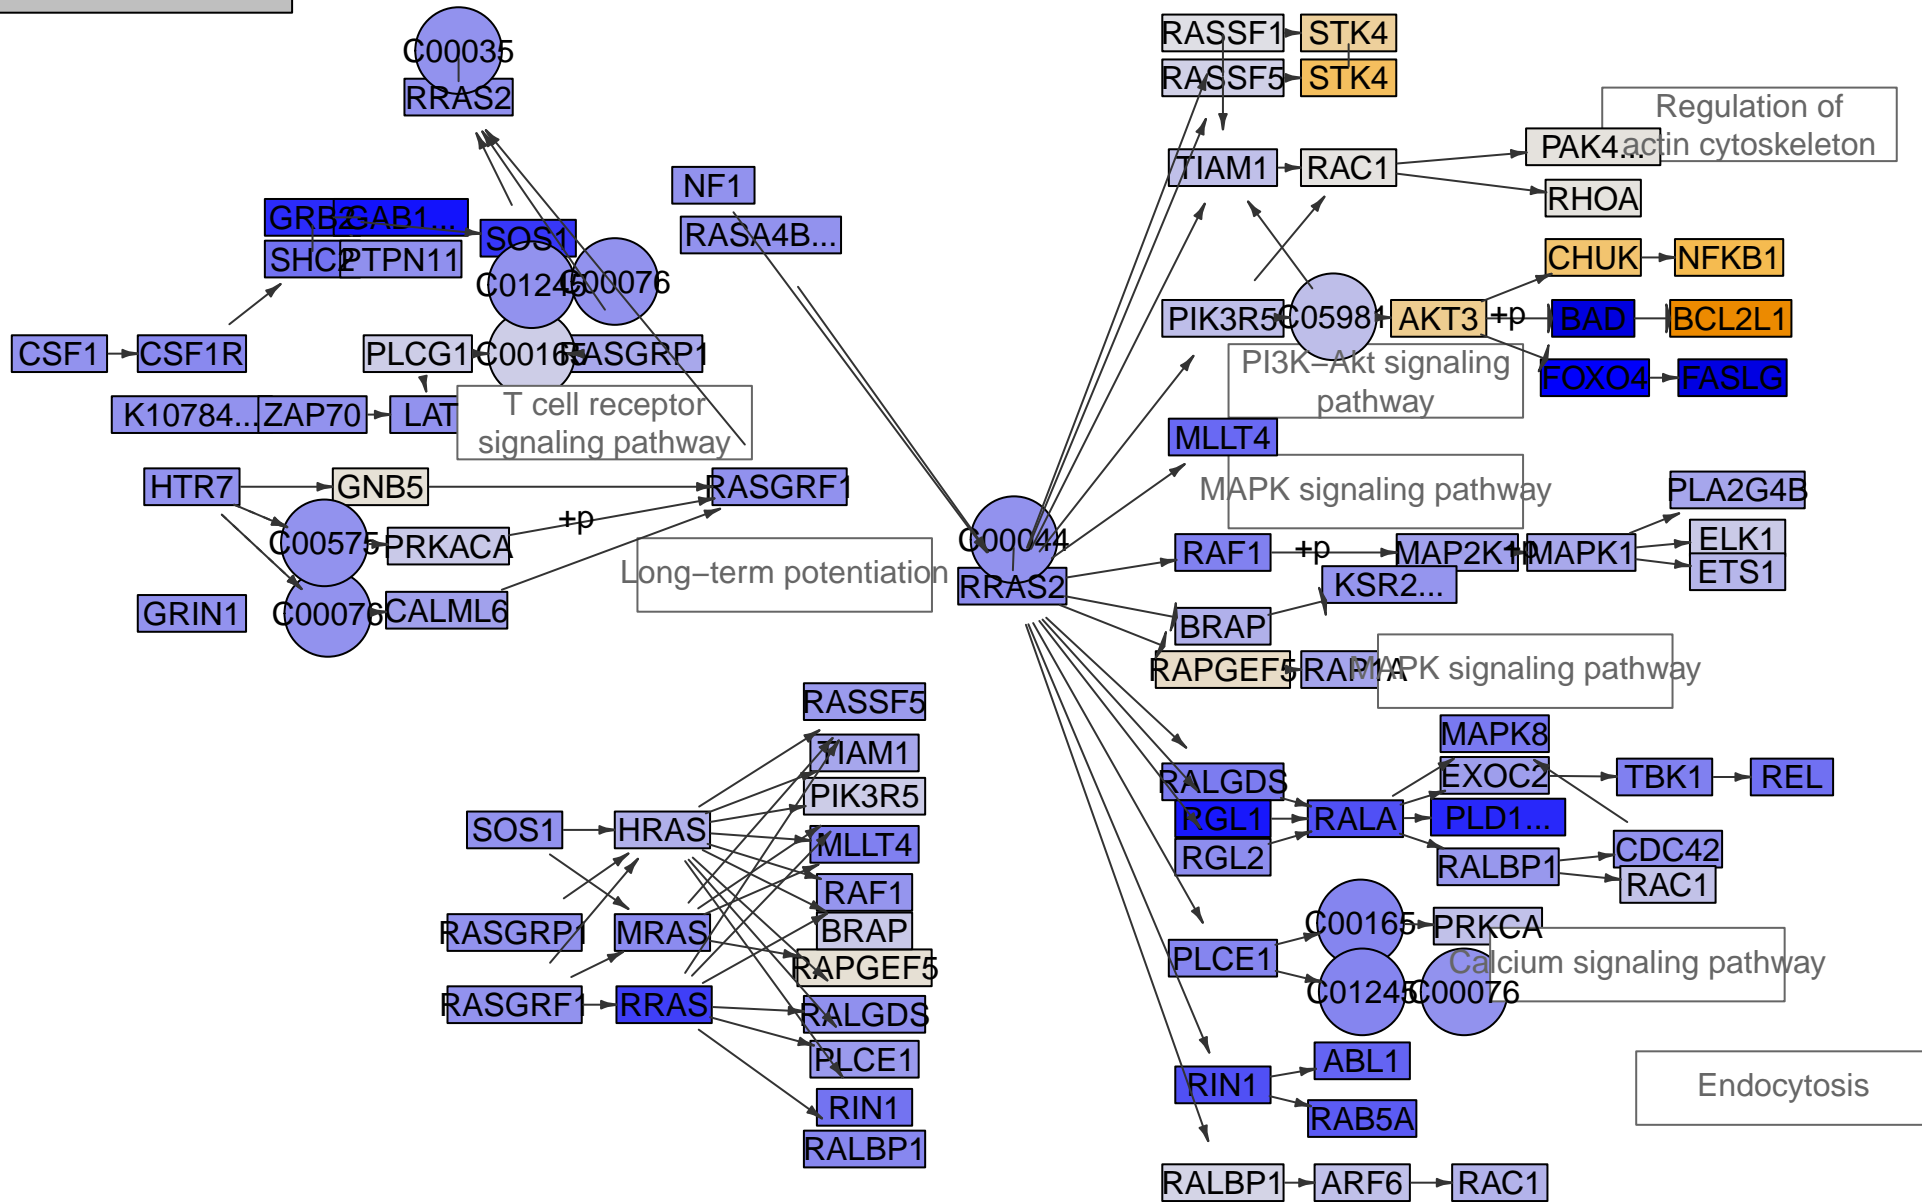 C00035
RRAS2
NF1
RASA4B...
GRB2
GAB1...
SOS1
SHC2
PTPN11
C01245
C00076
CSF1
CSF1R
PLCG1
C00165
RASGRP1
K10784...
ZAP70
LAT
T cell receptor
signaling pathway
HTR7
GNB5
RASGRF1
+p
C00575
PRKACA
GRIN1
C00076
CALML6
Long−term potentiation
C00044
RRAS2
RASSF1
STK4
RASSF5
STK4
Regulation of
actin cytoskeleton
PAK4...
TIAM1
RAC1
RHOA
CHUK
NFKB1
PIK3R5
C05981
AKT3
+p
BAD
BCL2L1
PI3K−Akt signaling
pathway
FOXO4
FASLG
MLLT4
MAPK signaling pathway
PLA2G4B
RAF1
+p
MAP2K1
+p
MAPK1
ELK1
ETS1
KSR2...
BRAP
RAPGEF5
RAP1A
MAPK signaling pathway
MAPK8
RALGDS
EXOC2
TBK1
REL
RGL1
RALA
PLD1...
RGL2
RALBP1
CDC42
RAC1
C00165
PRKCA
PLCE1
Calcium signaling pathway
C01245
C00076
ABL1
RIN1
RAB5A
Endocytosis
RALBP1
ARF6
RAC1
RASSF5
TIAM1
PIK3R5
SOS1
HRAS
MLLT4
RAF1
RASGRP1
MRAS
BRAP
RAPGEF5
RASGRF1
RRAS
RALGDS
PLCE1
RIN1
RALBP1